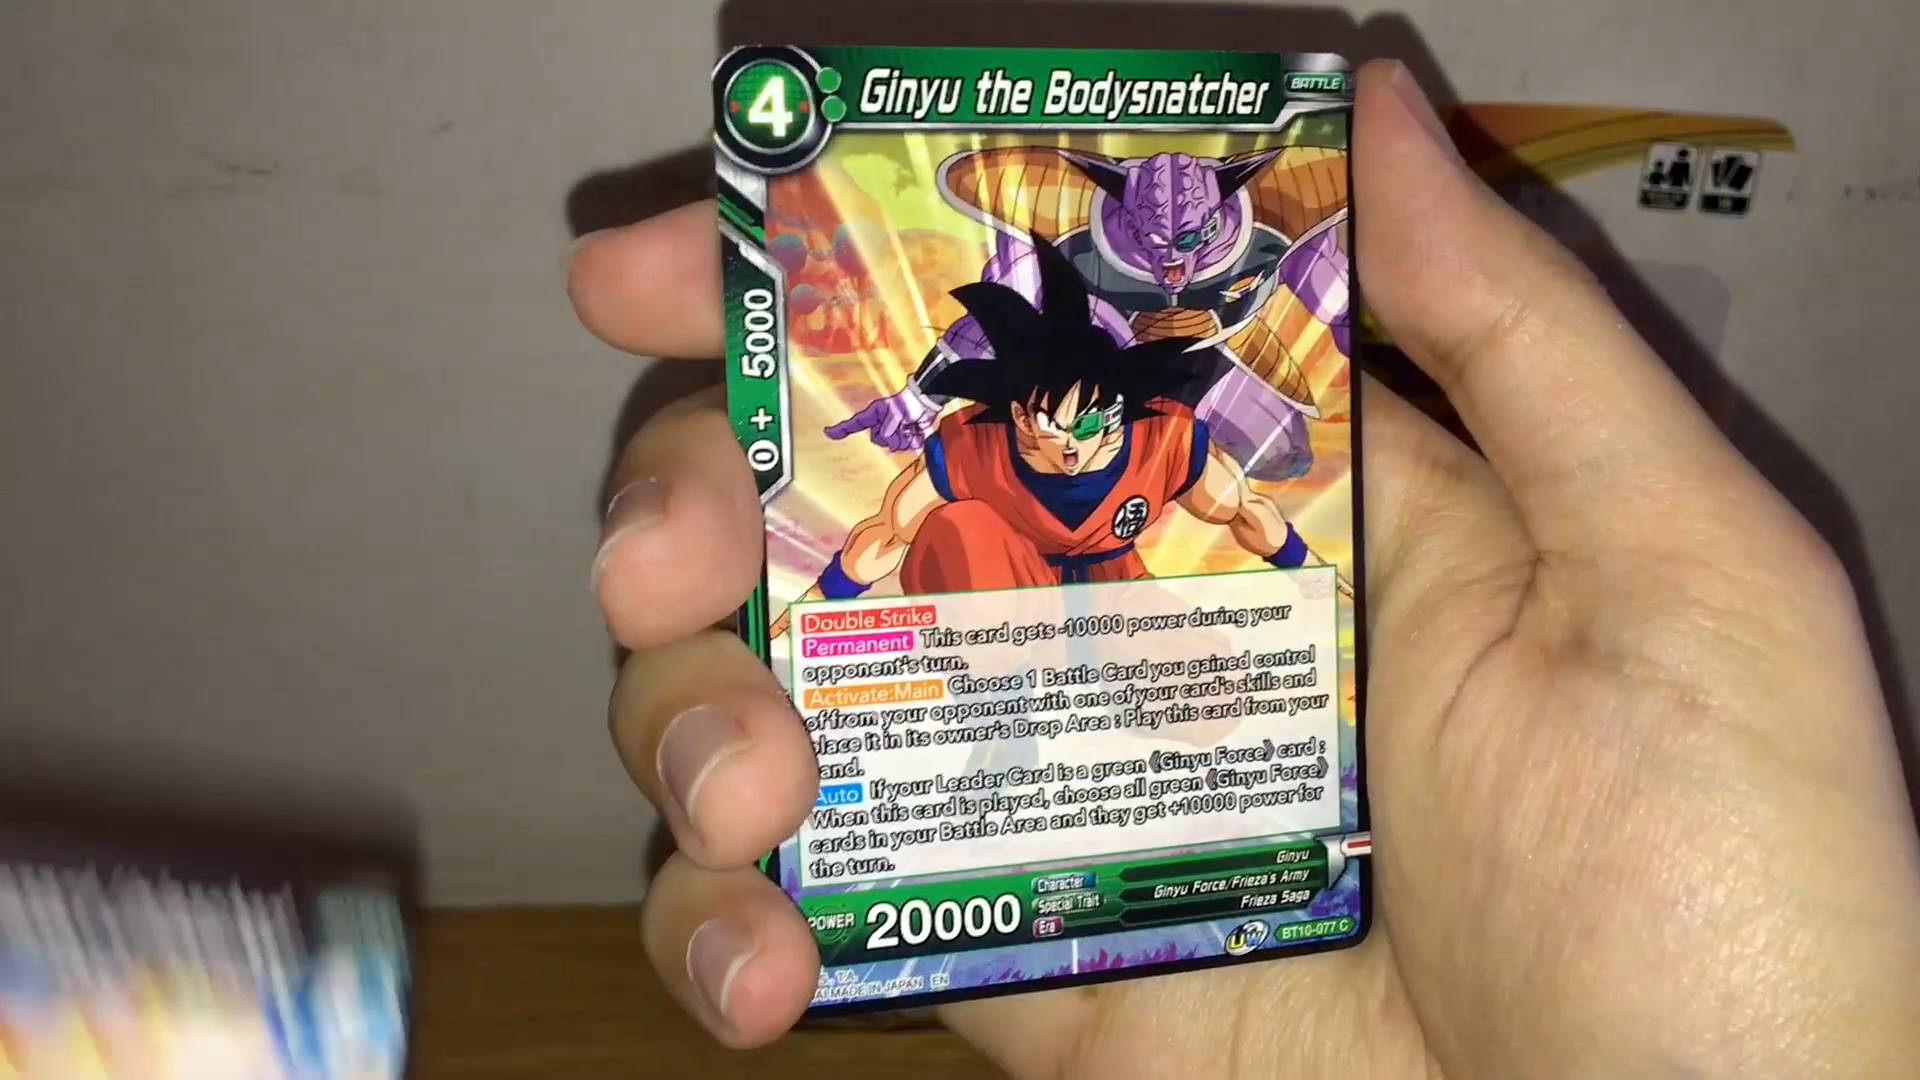 4
Ginyu the Bodysnatcher
BATTLE
0 + 5000
悟
Double Strike
Permanent This card gets -10000 power during your
opponent's turn.
Activate:Main Choose 1 Battle Card you gained control
of from your opponent with one of your card's skills and
place it in its owner's Drop Area : Play this card from your
and.
Auto If your Leader Card is a green 《Ginyu Force》 card :
When this card is played, choose all green 《Ginyu Force》
cards in your Battle Area and they get +10000 power for
the turn.
POWER 20000
Character Ginyu
Special Trait Ginyu Force/Frieza's Army
Era Frieza Saga
UW BT10-077 C
T.A.
AI MADE IN JAPAN EN